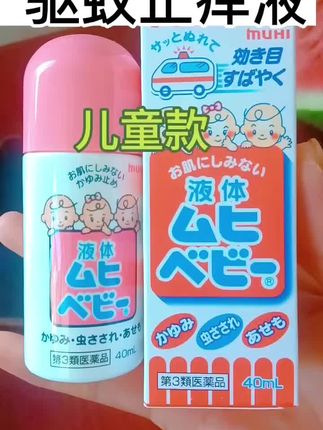 驱蚊止痒液
muHI
サッとぬれて
効き目
すばやく
儿童款
お肌にしみない
液体
ムヒ
ベビー®
かゆみ
虫さされ
あせも
第3類医薬品
40mL
muHI
お肌にしみない
かゆみ止め
液体
ムヒ
ベビー®
かゆみ・虫さされ・あせも
第3類医薬品
40mL